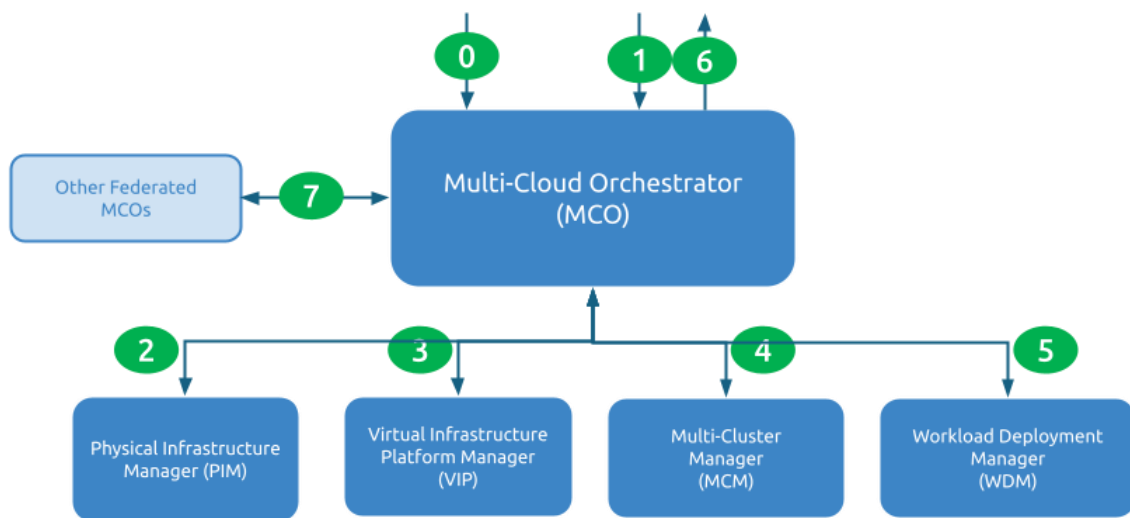 0
1
6
Multi-Cloud Orchestrator
(MCO)
Other Federated
MCOs
7
2
3
4
5
Physical Infrastructure
Manager (PIM)
Virtual Infrastructure
Platform Manager
(VIP)
Multi-Cluster
Manager
(MCM)
Workload Deployment
Manager
(WDM)